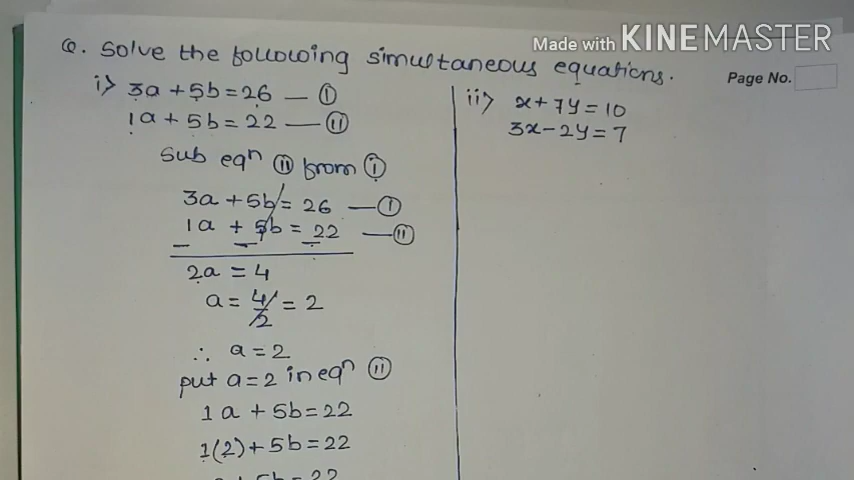 Made with KINEMASTER
Q. Solve the following simultaneous equations.
Page No.
i) 3a + 5b = 26 — (I)
1a + 5b = 22 — (II)
Sub eqn (II) from (I)
3a + 5b = 26 — (I)
1a + 5b = 22 — (II)
— — —
2a = 4
a = 4/2 = 2
∴ a = 2
put a = 2 in eqn (II)
1a + 5b = 22
1(2) + 5b = 22
5b = 22
ii) x + 7y = 10
3x - 2y = 7